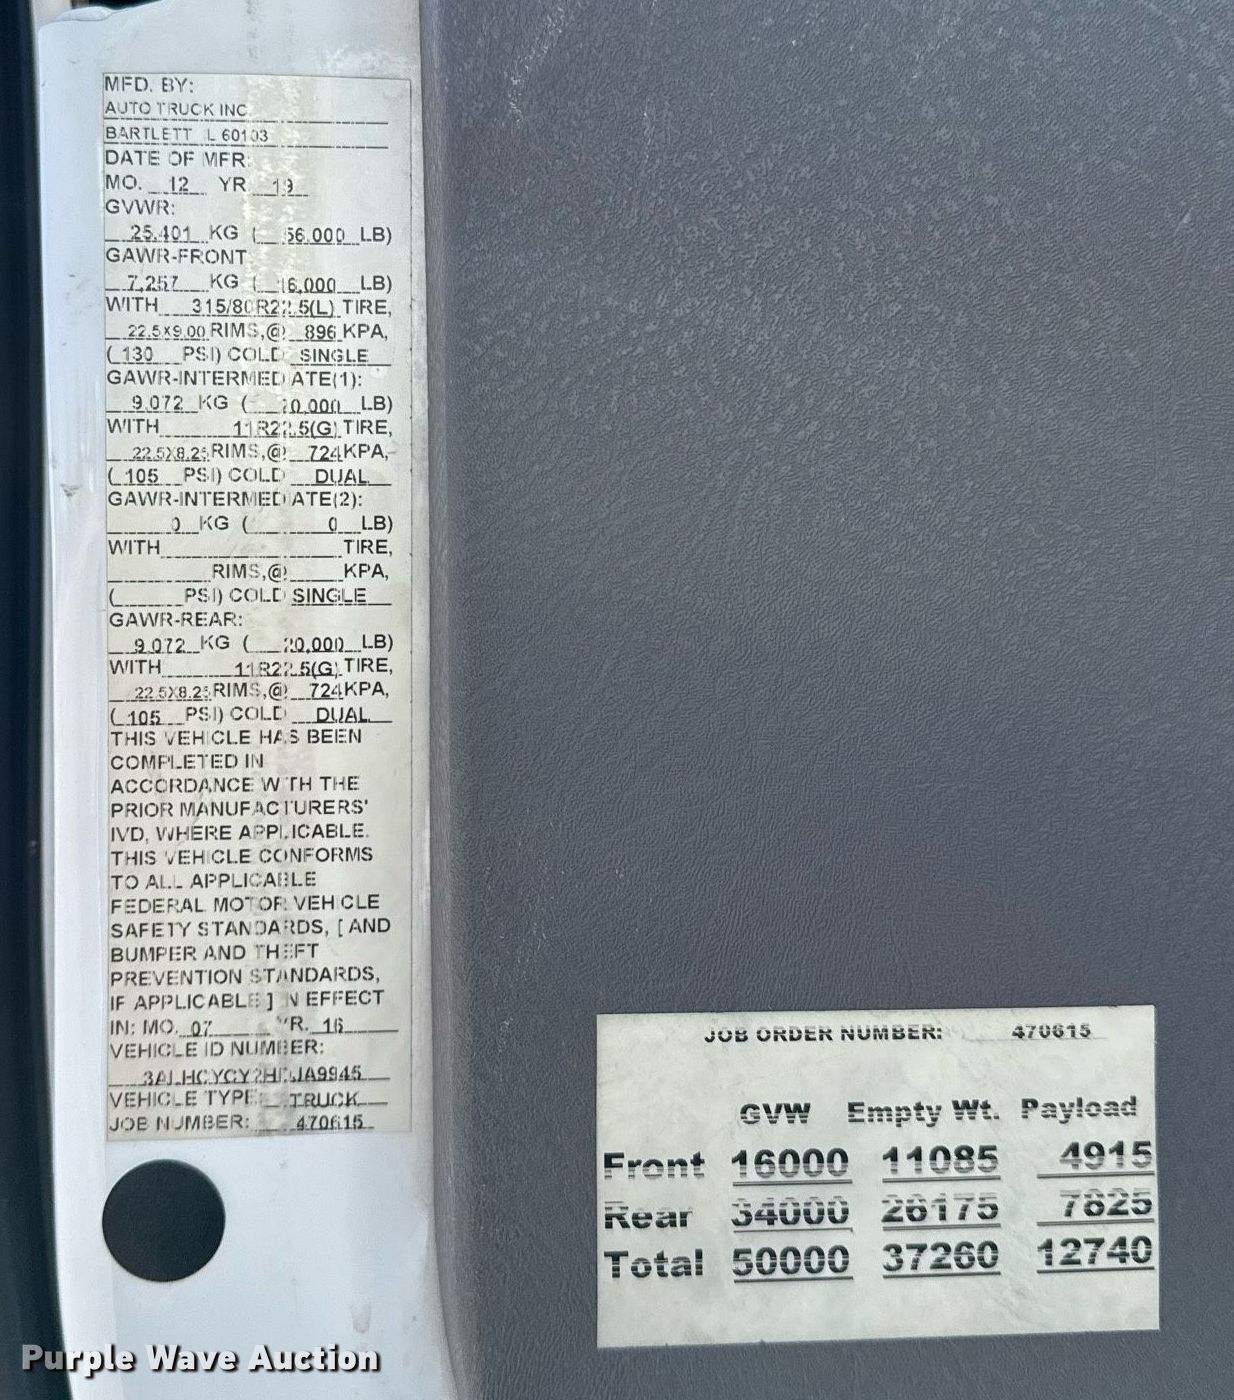 MFD. BY:
AUTO TRUCK INC
BARTLETT IL 60103
DATE OF MFR:
MO. 12 YR. 19
GVWR:
25,401 KG ( 56,000 LB)
GAWR-FRONT
7,257 KG ( 16,000 LB)
WITH 315/80R22.5(L) TIRE,
22.5X9.00 RIMS,@ 896 KPA,
( 130 PSI) COLD SINGLE
GAWR-INTERMEDIATE(1):
9,072 KG ( 20,000 LB)
WITH 11R22.5(G) TIRE,
22.5X8.25 RIMS,@ 724 KPA,
( 105 PSI) COLD DUAL
GAWR-INTERMEDIATE(2):
0 KG ( 0 LB)
WITH TIRE,
RIMS,@ KPA,
( PSI) COLD SINGLE
GAWR-REAR:
9,072 KG ( 20,000 LB)
WITH 11R22.5(G) TIRE,
22.5X8.25 RIMS,@ 724 KPA,
( 105 PSI) COLD DUAL
THIS VEHICLE HAS BEEN
COMPLETED IN
ACCORDANCE WITH THE
PRIOR MANUFACTURERS'
IVD, WHERE APPLICABLE.
THIS VEHICLE CONFORMS
TO ALL APPLICABLE
FEDERAL MOTOR VEHICLE
SAFETY STANDARDS, [ AND
BUMPER AND THEFT
PREVENTION STANDARDS,
IF APPLICABLE ] IN EFFECT
IN: MO. 07 YR. 16
VEHICLE ID NUMBER:
VEHICLE TYPE: TRUCK
JOB NUMBER: 470615
JOB ORDER NUMBER: 470615
GVW Empty Wt. Payload
Front 16000 11085 4915
Rear 34000 26175 7825
Total 50000 37260 12740
Purple Wave Auction